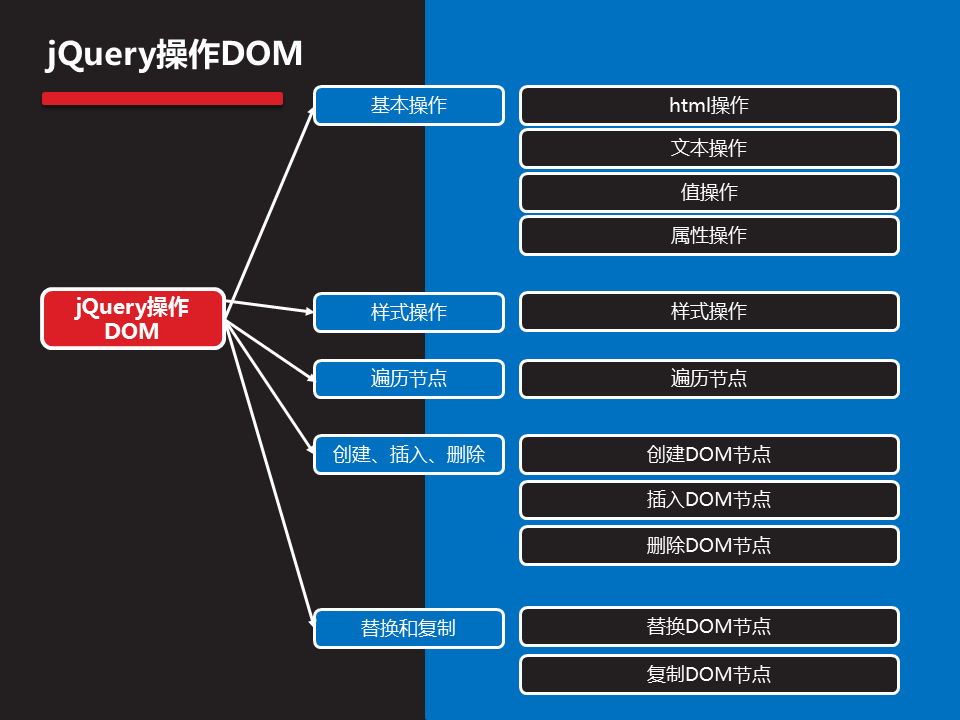 jQuery操作DOM
基本操作
html操作
文本操作
值操作
属性操作
jQuery操作
DOM
样式操作
样式操作
遍历节点
遍历节点
创建、插入、删除
创建DOM节点
插入DOM节点
删除DOM节点
替换和复制
替换DOM节点
复制DOM节点